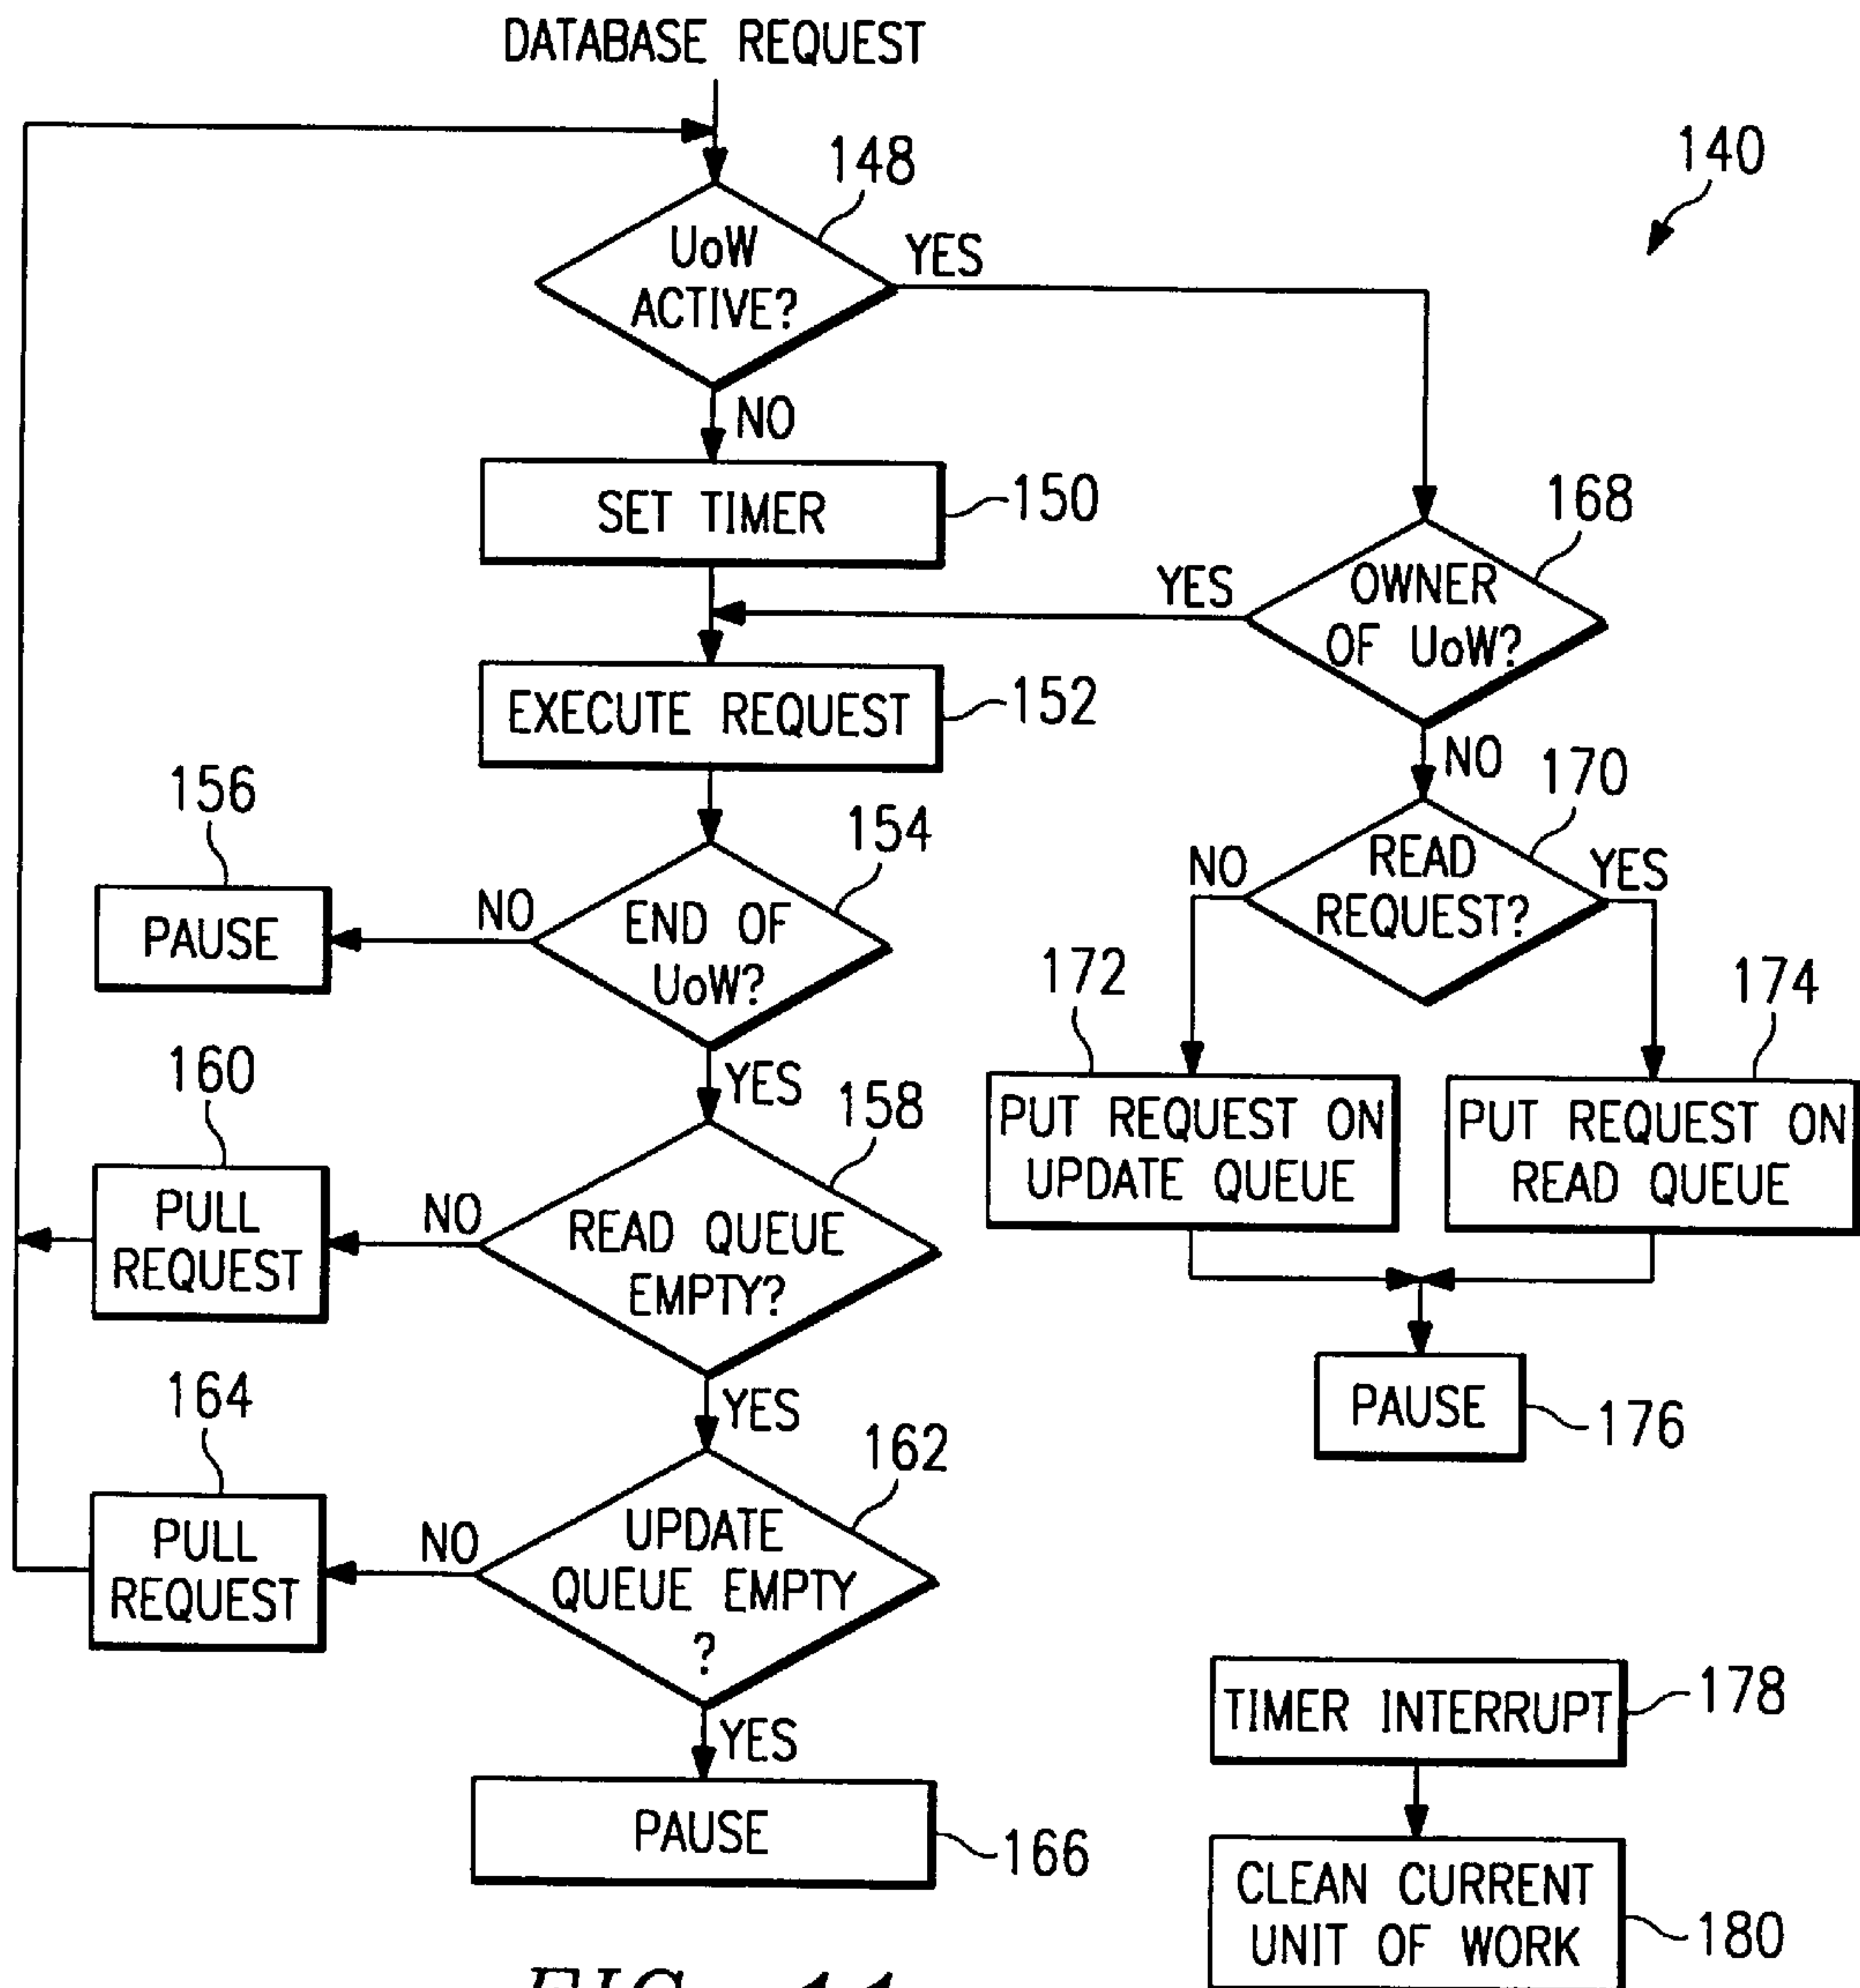 DATABASE REQUEST
148
140
UoW
ACTIVE?
YES
NO
SET TIMER
150
168
YES
OWNER
OF UoW?
EXECUTE REQUEST
152
NO
156
154
170
PAUSE
NO
END OF
UoW?
NO
READ
REQUEST?
YES
172
174
YES
160
158
PUT REQUEST ON
UPDATE QUEUE
PUT REQUEST ON
READ QUEUE
PULL
REQUEST
NO
READ QUEUE
EMPTY?
164
YES
PAUSE
176
162
PULL
REQUEST
NO
UPDATE
QUEUE EMPTY
?
YES
TIMER INTERRUPT
178
PAUSE
166
CLEAN CURRENT
UNIT OF WORK
180
FIG. 11